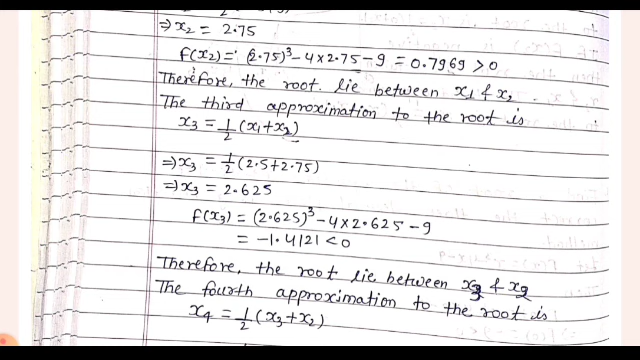 ⇒ x₂ = 2.75
f(x₂) = (2.75)³ - 4×2.75 - 9 = 0.7969 > 0
Therefore, the root lie between x₁ & x₂
The third approximation to the root is
x₃ = 1/2 (x₁+x₂)
⇒ x₃ = 1/2 (2.5+2.75)
⇒ x₃ = 2.625
f(x₃) = (2.625)³ - 4×2.625 - 9
= -1.4121 < 0
Therefore, the root lie between x₃ & x₂
The fourth approximation to the root is
x₄ = 1/2 (x₃+x₂)